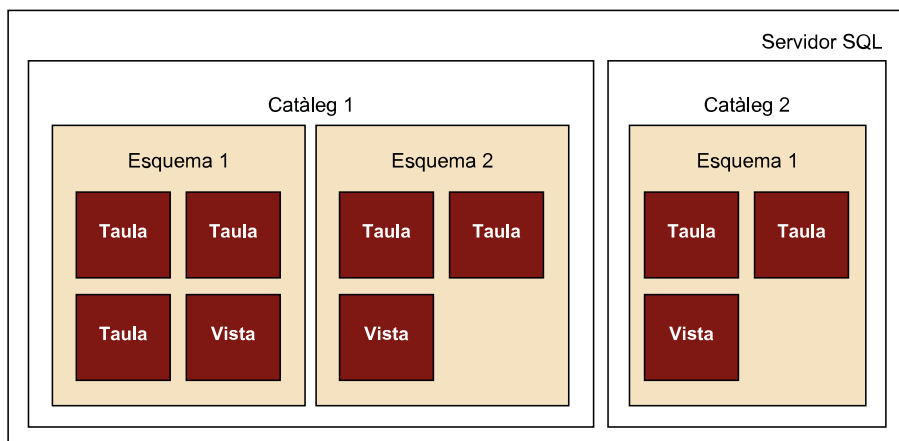 Servidor SQL
Catàleg 1
Esquema 1
Taula
Taula
Taula
Vista
Esquema 2
Taula
Taula
Vista
Catàleg 2
Esquema 1
Taula
Taula
Vista